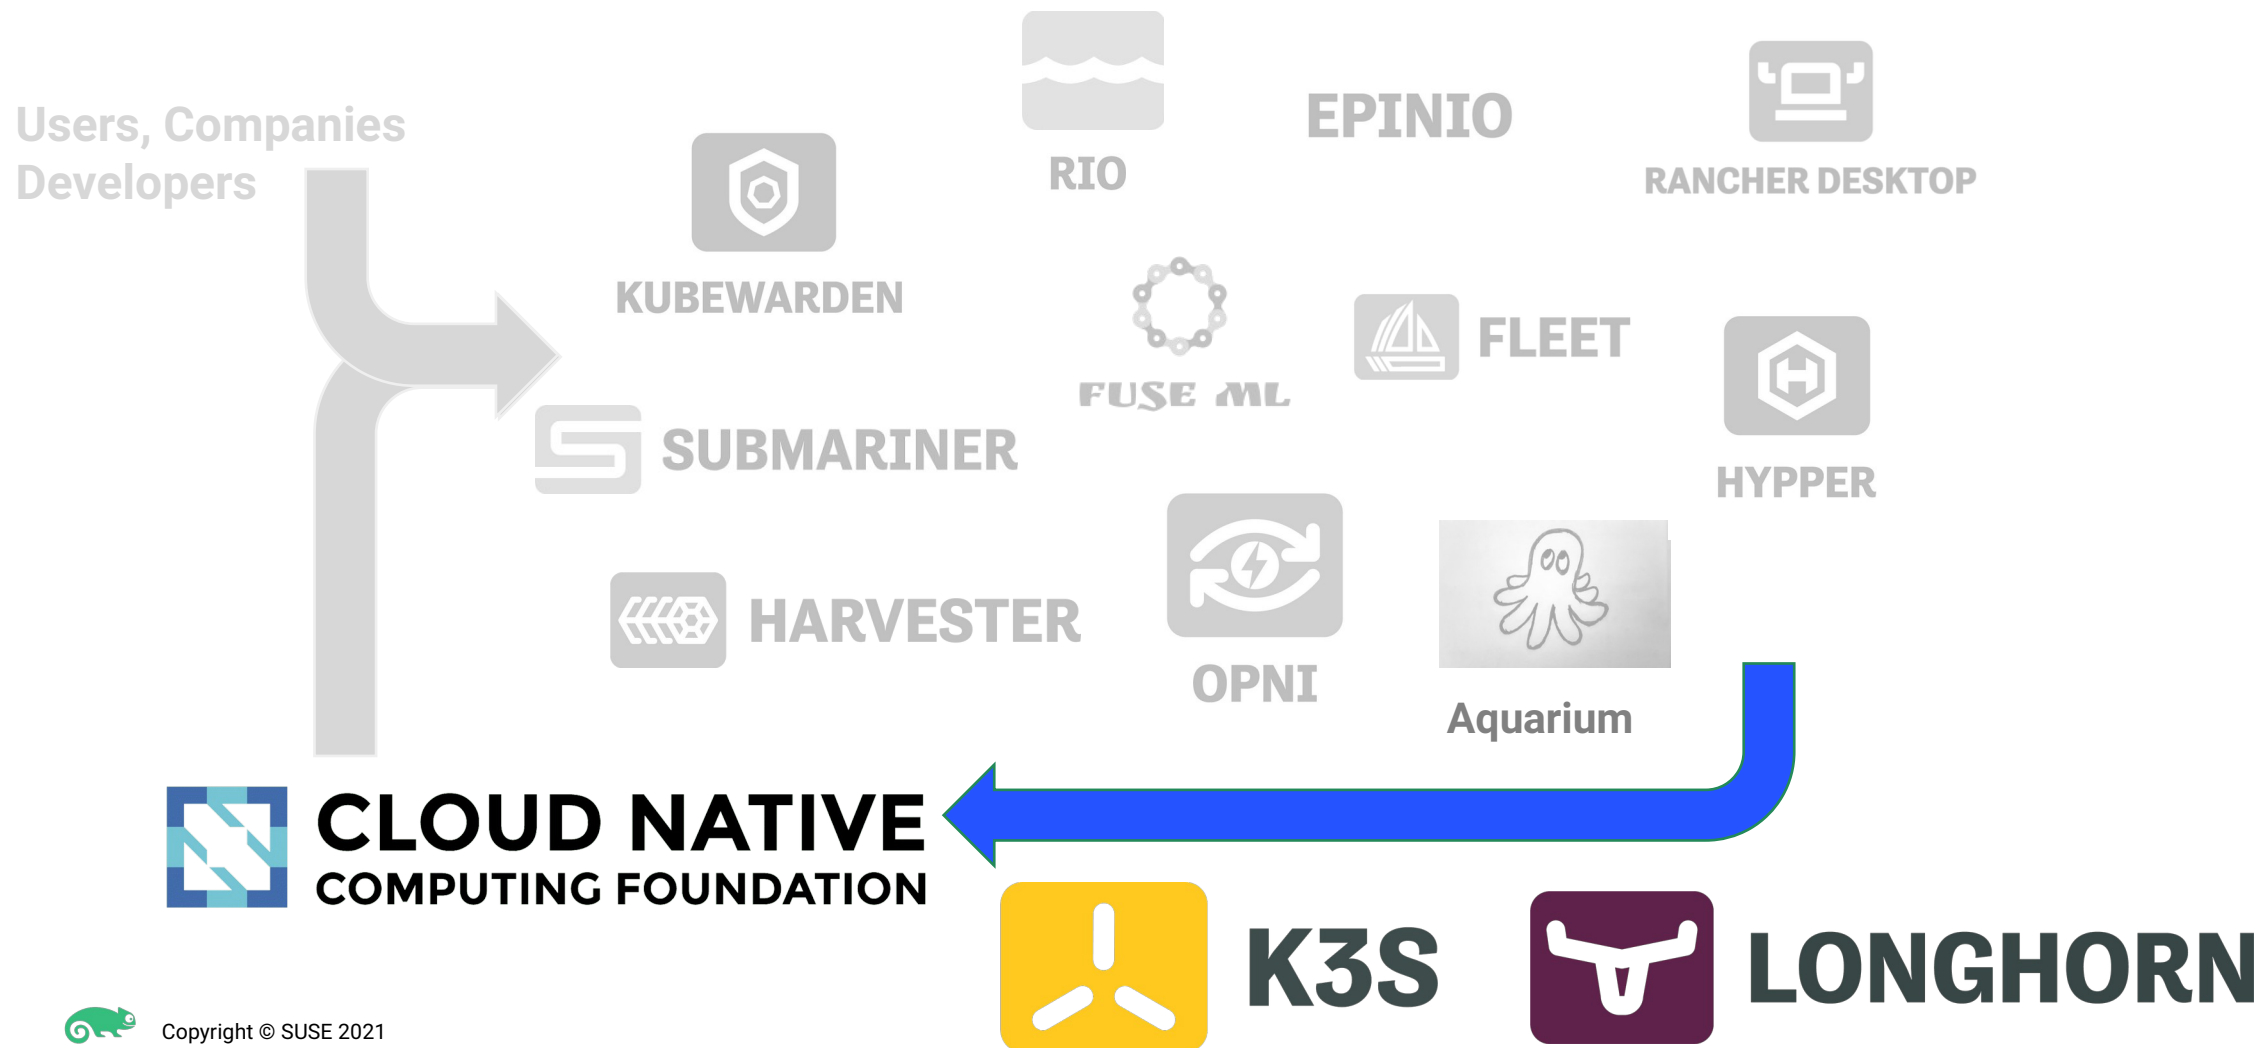 Users, Companies
Developers
RIO
EPINIO
RANCHER DESKTOP
KUBEWARDEN
FUSE ML
FLEET
SUBMARINER
HYPPER
HARVESTER
OPNI
Aquarium
CLOUD NATIVE
COMPUTING FOUNDATION
K3S
LONGHORN
Copyright © SUSE 2021